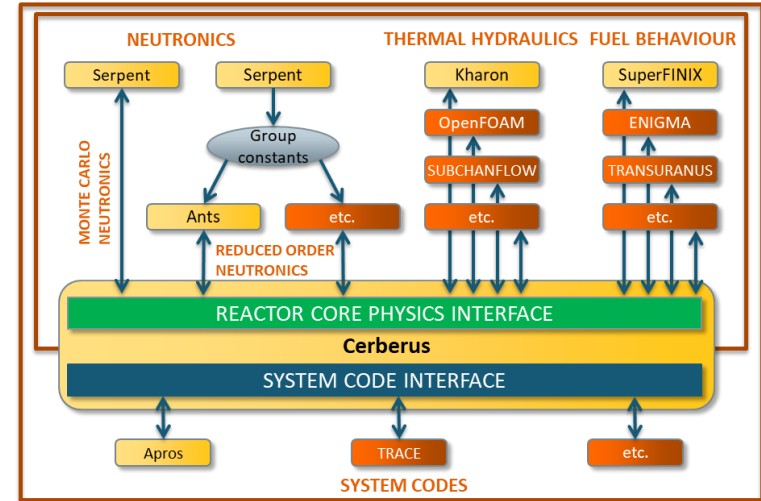 NEUTRONICS
THERMAL HYDRAULICS
FUEL BEHAVIOUR
Serpent
Serpent
Kharon
SuperFINIX
OpenFOAM
ENIGMA
Group
constants
SUBCHANFLOW
TRANSURANUS
MONTE CARLO
NEUTRONICS
Ants
etc.
etc.
etc.
REDUCED ORDER
NEUTRONICS
REACTOR CORE PHYSICS INTERFACE
Cerberus
SYSTEM CODE INTERFACE
Apros
TRACE
etc.
SYSTEM CODES